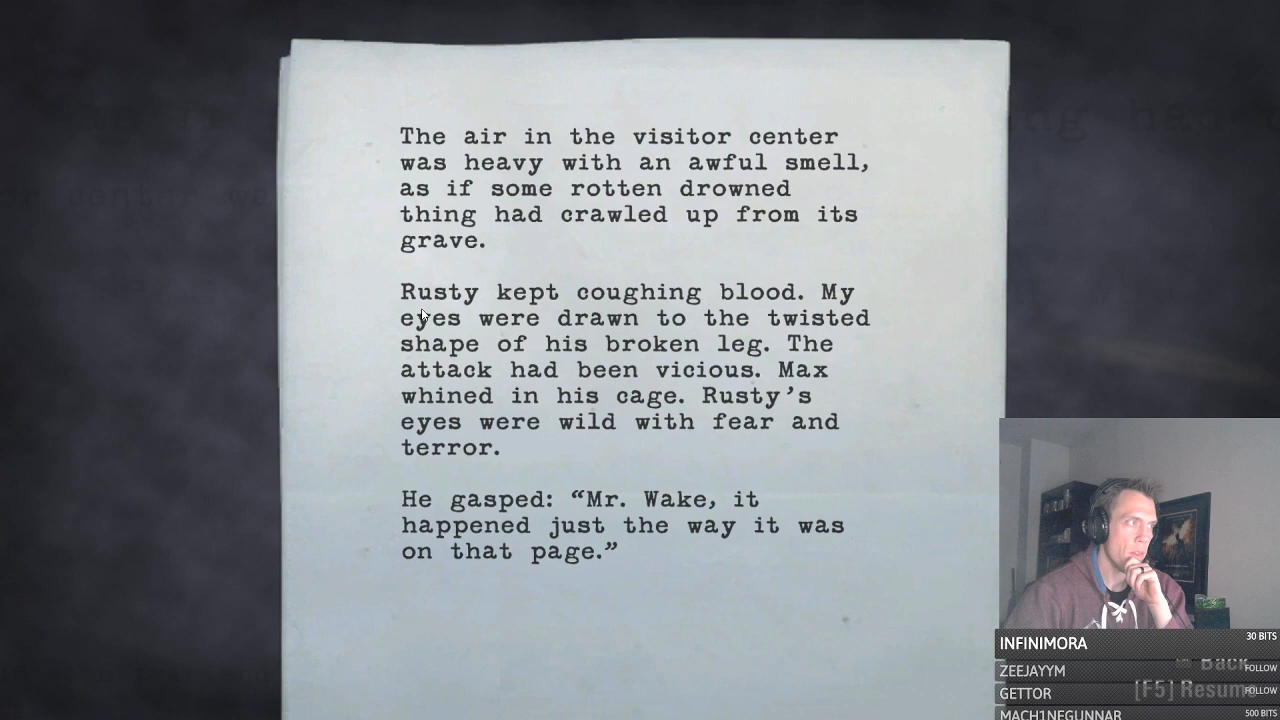 The air in the visitor center
was heavy with an awful smell,
as if some rotten drowned
thing had crawled up from its
grave.
Rusty kept coughing blood. My
eyes were drawn to the twisted
shape of his broken leg. The
attack had been vicious. Max
whined in his cage. Rusty's
eyes were wild with fear and
terror.
He gasped: “Mr. Wake, it
happened just the way it was
on that page.”
INFINIMORA 30 BITS
Back
ZEEJAYYM FOLLOW
[F5] Resume
GETTOR FOLLOW
MACH1NEGUNNAR 500 BITS